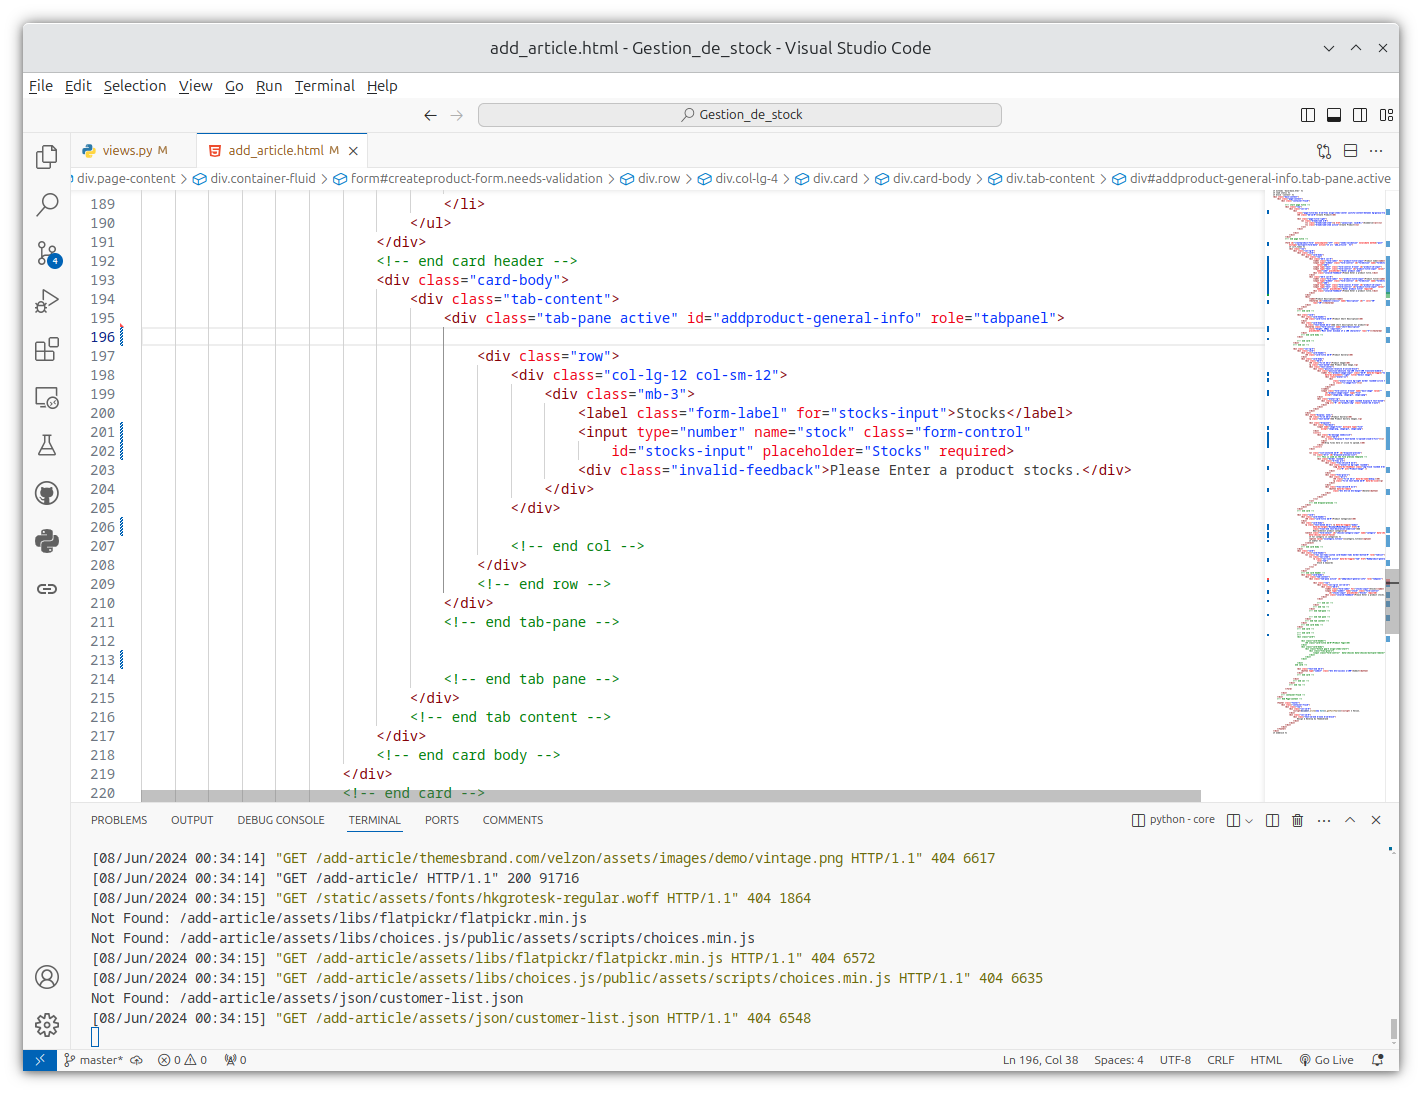 add_article.html - Gestion_de_stock - Visual Studio Code
File Edit Selection View Go Run Terminal Help
Gestion_de_stock
views.py M add_article.html M
div.page-content > div.container-fluid > form#createproduct-form.needs-validation > div.row > div.col-lg-4 > div.card > div.card-body > div.tab-content > div#addproduct-general-info.tab-pane.active
189 </li>
190 </ul>
191 </div>
192 <!-- end card header -->
193 <div class="card-body">
194 <div class="tab-content">
195 <div class="tab-pane active" id="addproduct-general-info" role="tabpanel">
196
197 <div class="row">
198 <div class="col-lg-12 col-sm-12">
199 <div class="mb-3">
200 <label class="form-label" for="stocks-input">Stocks</label>
201 <input type="number" name="stock" class="form-control"
202 id="stocks-input" placeholder="Stocks" required>
203 <div class="invalid-feedback">Please Enter a product stocks.</div>
204 </div>
205 </div>
206
207 <!-- end col -->
208 </div>
209 <!-- end row -->
210 </div>
211 <!-- end tab-pane -->
212
213
214 <!-- end tab pane -->
215 </div>
216 <!-- end tab content -->
217 </div>
218 <!-- end card body -->
219 </div>
220 <!-- end card -->
4
PROBLEMS OUTPUT DEBUG CONSOLE TERMINAL PORTS COMMENTS python - core
[08/Jun/2024 00:34:14] "GET /add-article/themesbrand.com/velzon/assets/images/demo/vintage.png HTTP/1.1" 404 6617
[08/Jun/2024 00:34:14] "GET /add-article/ HTTP/1.1" 200 91716
[08/Jun/2024 00:34:15] "GET /static/assets/fonts/hkgrotesk-regular.woff HTTP/1.1" 404 1864
Not Found: /add-article/assets/libs/flatpickr/flatpickr.min.js
Not Found: /add-article/assets/libs/choices.js/public/assets/scripts/choices.min.js
[08/Jun/2024 00:34:15] "GET /add-article/assets/libs/flatpickr/flatpickr.min.js HTTP/1.1" 404 6572
[08/Jun/2024 00:34:15] "GET /add-article/assets/libs/choices.js/public/assets/scripts/choices.min.js HTTP/1.1" 404 6635
Not Found: /add-article/assets/json/customer-list.json
[08/Jun/2024 00:34:15] "GET /add-article/assets/json/customer-list.json HTTP/1.1" 404 6548
master* 0 0 0 Ln 196, Col 38 Spaces: 4 UTF-8 CRLF HTML Go Live